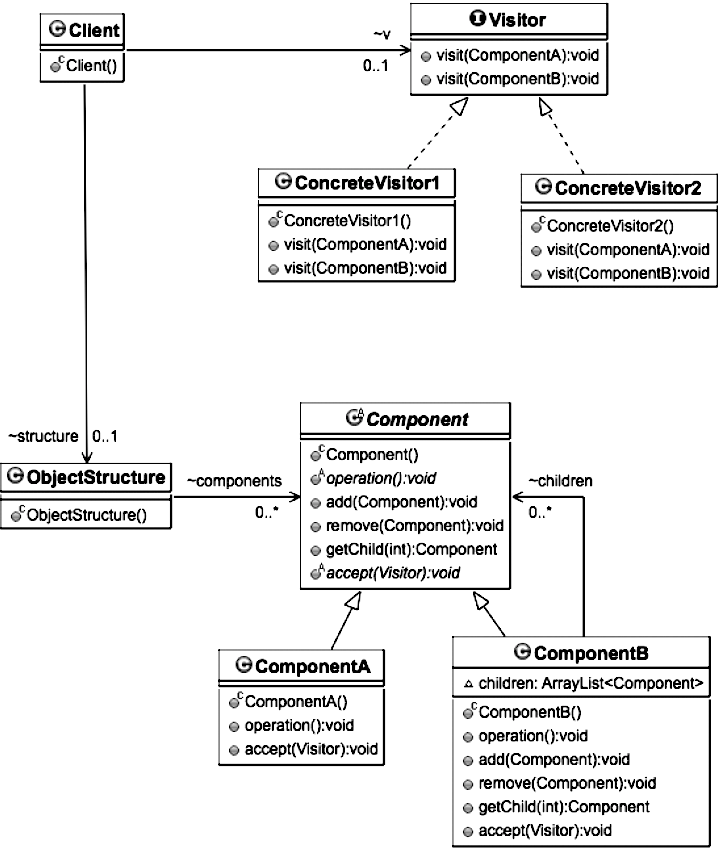 Client
Client()
~v
0..1
Visitor
visit(ComponentA):void
visit(ComponentB):void
ConcreteVisitor1
ConcreteVisitor1()
visit(ComponentA):void
visit(ComponentB):void
ConcreteVisitor2
ConcreteVisitor2()
visit(ComponentA):void
visit(ComponentB):void
~structure 0..1
ObjectStructure
ObjectStructure()
~components
0..*
Component
Component()
operation():void
add(Component):void
remove(Component):void
getChild(int):Component
accept(Visitor):void
~children
0..*
ComponentA
ComponentA()
operation():void
accept(Visitor):void
ComponentB
children: ArrayList<Component>
ComponentB()
operation():void
add(Component):void
remove(Component):void
getChild(int):Component
accept(Visitor):void